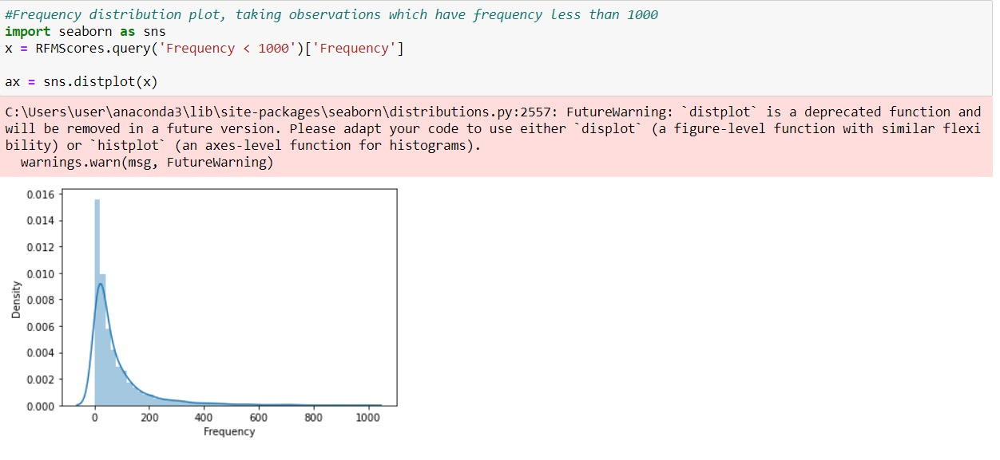 #Frequency distribution plot, taking observations which have frequency less than 1000
import seaborn as sns
x = RFMScores.query('Frequency < 1000')['Frequency']
ax = sns.distplot(x)
C:\Users\user\anaconda3\lib\site-packages\seaborn\distributions.py:2557: FutureWarning: `distplot` is a deprecated function and
will be removed in a future version. Please adapt your code to use either `displot` (a figure-level function with similar flexi
bility) or `histplot` (an axes-level function for histograms).
  warnings.warn(msg, FutureWarning)
0.016
0.014
0.012
0.010
0.008
0.006
0.004
0.002
0.000
Density
0 200 400 600 800 1000
Frequency